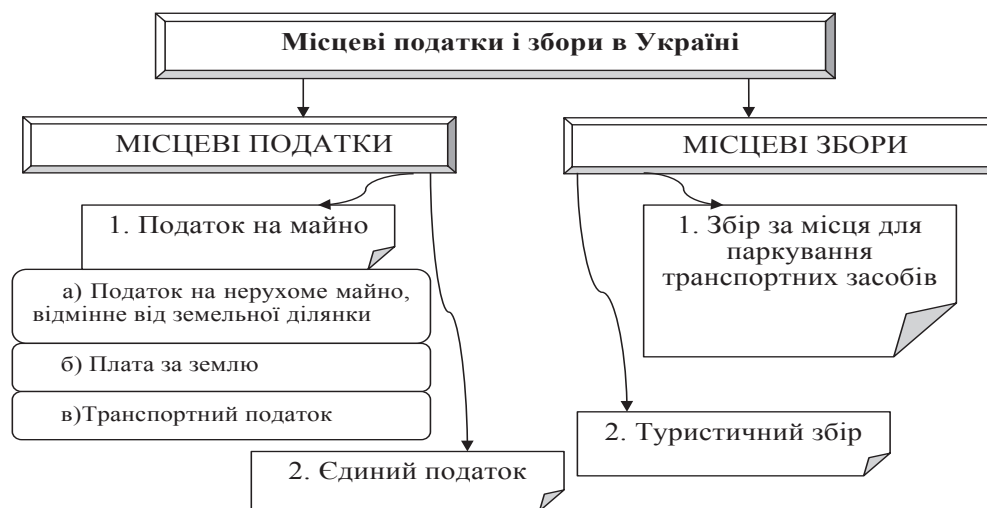 Місцеві податки і збори в Україні
МІСЦЕВІ ПОДАТКИ
1. Податок на майно
а) Податок на нерухоме майно,
відмінне від земельної ділянки
б) Плата за землю
в)Транспортний податок
2. Єдиний податок
МІСЦЕВІ ЗБОРИ
1. Збір за місця для
паркування
транспортних засобів
2. Туристичний збір